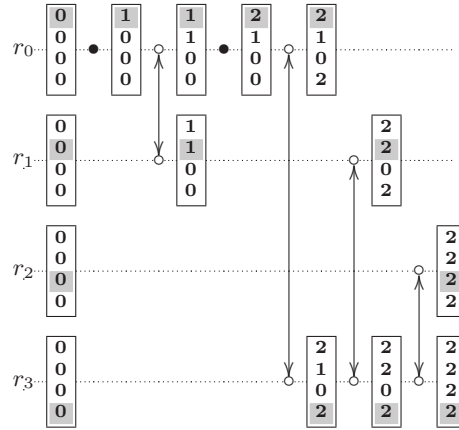 0 1 1 2 2
0 0 1 1 1
r0 0 0 0 0 0
0 0 0 0 2
0 1 2
0 1 2
r1 0 0 0
0 0 2
0 2
0 2
r2 0 2
0 2
0 2 2 2
0 1 2 2
r3 0 0 0 2
0 2 2 2